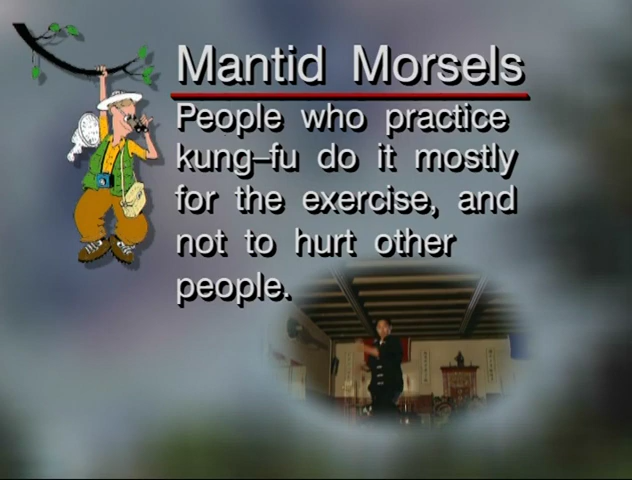 Mantid Morsels
People who practice
kung-fu do it mostly
for the exercise, and
not to hurt other
people.